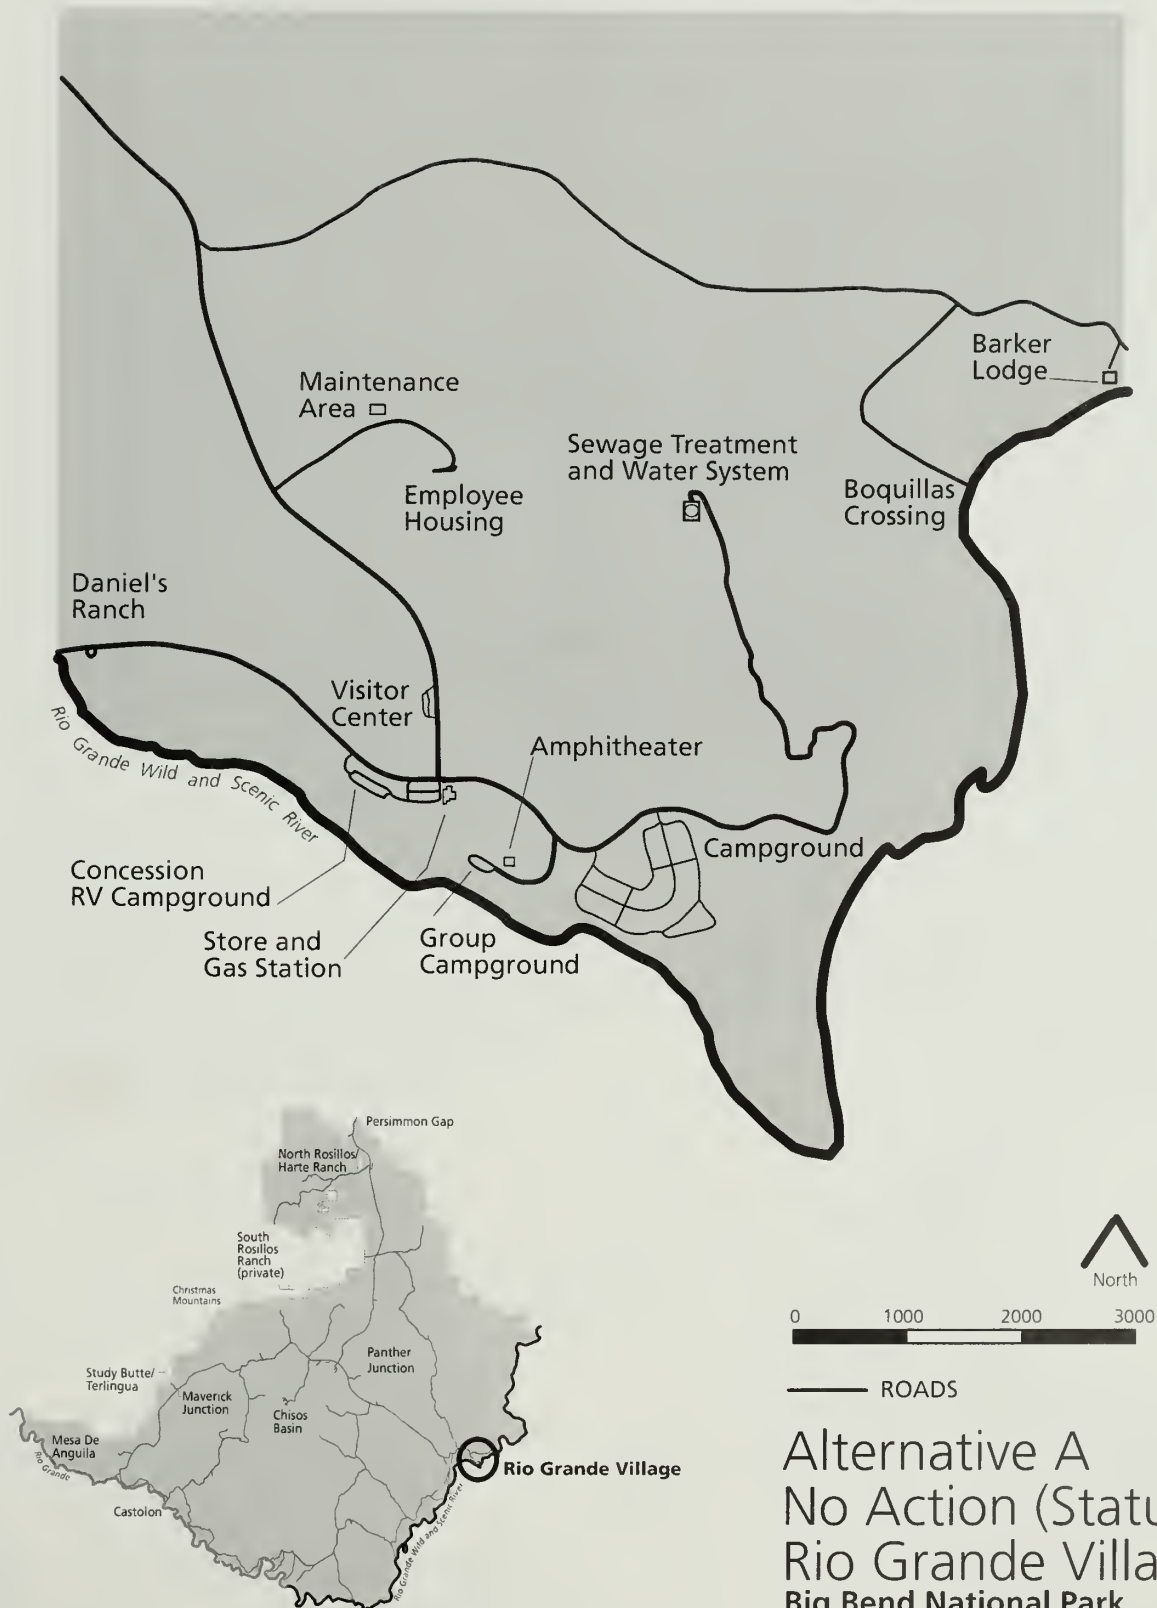 Barker
Lodge
Maintenance
Area
Sewage Treatment
and Water System
Employee
Housing
Boquillas
Crossing
Daniel's
Ranch
Visitor
Center
Amphitheater
Rio Grande Wild and Scenic River
Campground
Concession
RV Campground
Store and
Gas Station
Group
Campground
Persimmon Gap
North Rosillos/
Harte Ranch
South
Rosillos
Ranch
(private)
Christmas
Mountains
Panther
Junction
Study Butte/
Terlingua
Maverick
Junction
Chisos
Basin
Mesa De
Anguila
Rio Grande
Rio Grande Village
Castolon
Rio Grande Wild and Scenic River
North
0 1000 2000 3000
ROADS
Alternative A
No Action (Statu
Rio Grande Villa
Big Bend National Park